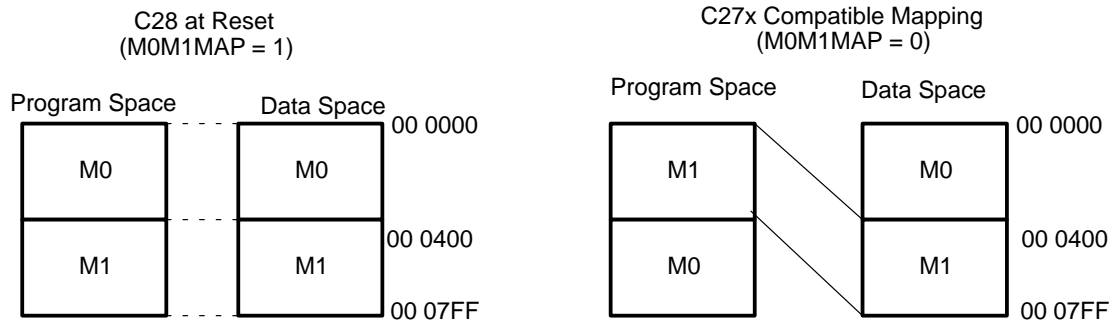 C28 at Reset
(M0M1MAP = 1)
Program Space
Data Space
00 0000
M0
M0
00 0400
M1
M1
00 07FF
C27x Compatible Mapping
(M0M1MAP = 0)
Program Space
Data Space
00 0000
M1
M0
00 0400
M0
M1
00 07FF